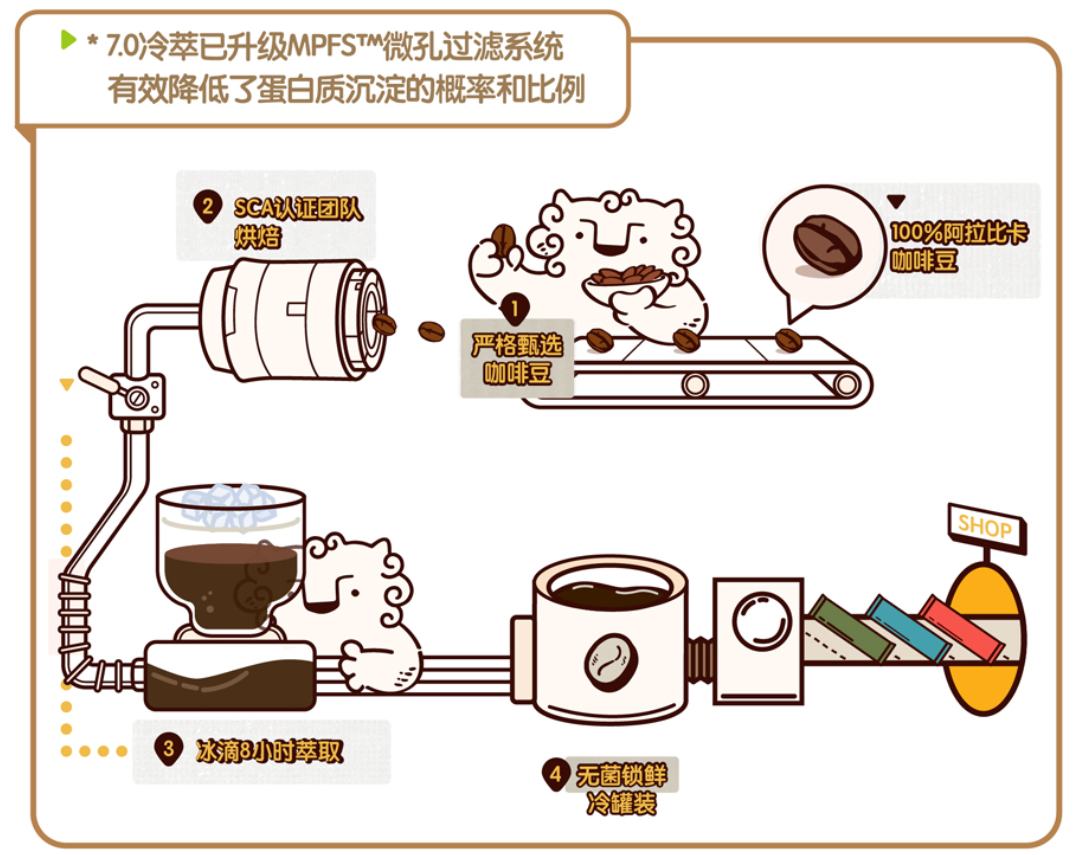 * 7.0冷萃已升级MPFS™微孔过滤系统
有效降低了蛋白质沉淀的概率和比例
1
严格甄选
咖啡豆
100%阿拉比卡
咖啡豆
2
SCA认证团队
烘焙
3
冰滴8小时萃取
4
无菌锁鲜
冷罐装
SHOP